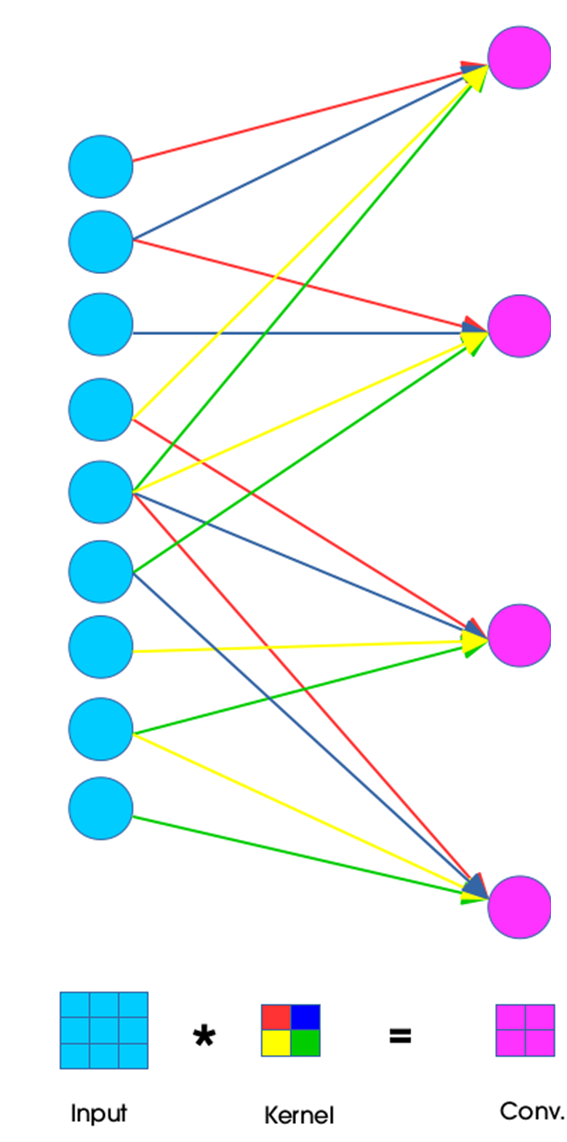 * =
Input Kernel Conv.